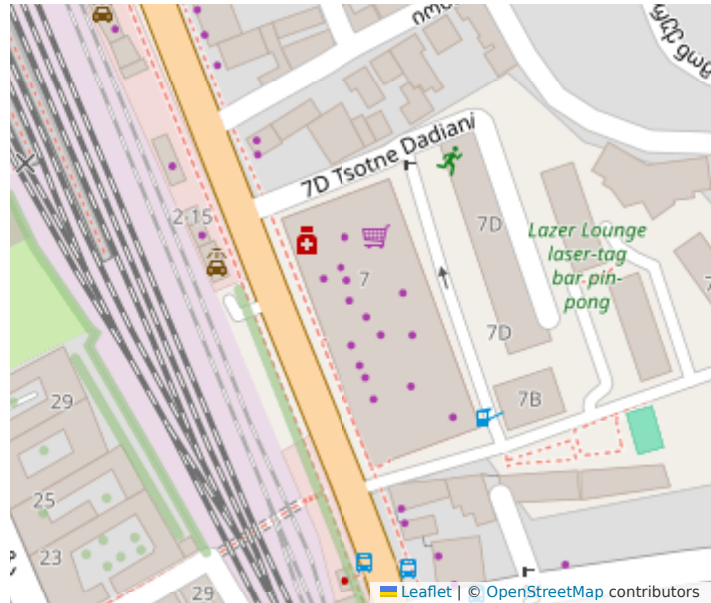 7D Tsotne Dadiani
2-15
7D
Lazer Lounge
laser-tag
bar pin-
pong
7
7D
7B
29
25
23
29
Leaflet | © OpenStreetMap contributors